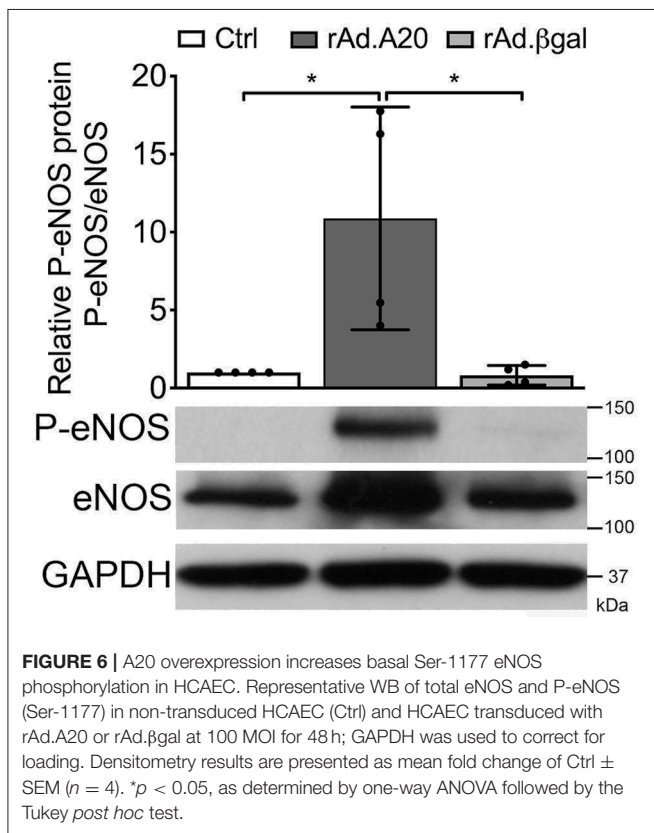 Ctrl rAd.A20 rAd.βgal
Relative P-eNOS protein
P-eNOS/eNOS
20
15
10
5
0
* *
P-eNOS
150
100
eNOS
150
100
GAPDH
37
kDa
FIGURE 6 | A20 overexpression increases basal Ser-1177 eNOS
phosphorylation in HCAEC. Representative WB of total eNOS and P-eNOS
(Ser-1177) in non-transduced HCAEC (Ctrl) and HCAEC transduced with
rAd.A20 or rAd.βgal at 100 MOI for 48 h; GAPDH was used to correct for
loading. Densitometry results are presented as mean fold change of Ctrl ±
SEM (n = 4). *p < 0.05, as determined by one-way ANOVA followed by the
Tukey post hoc test.